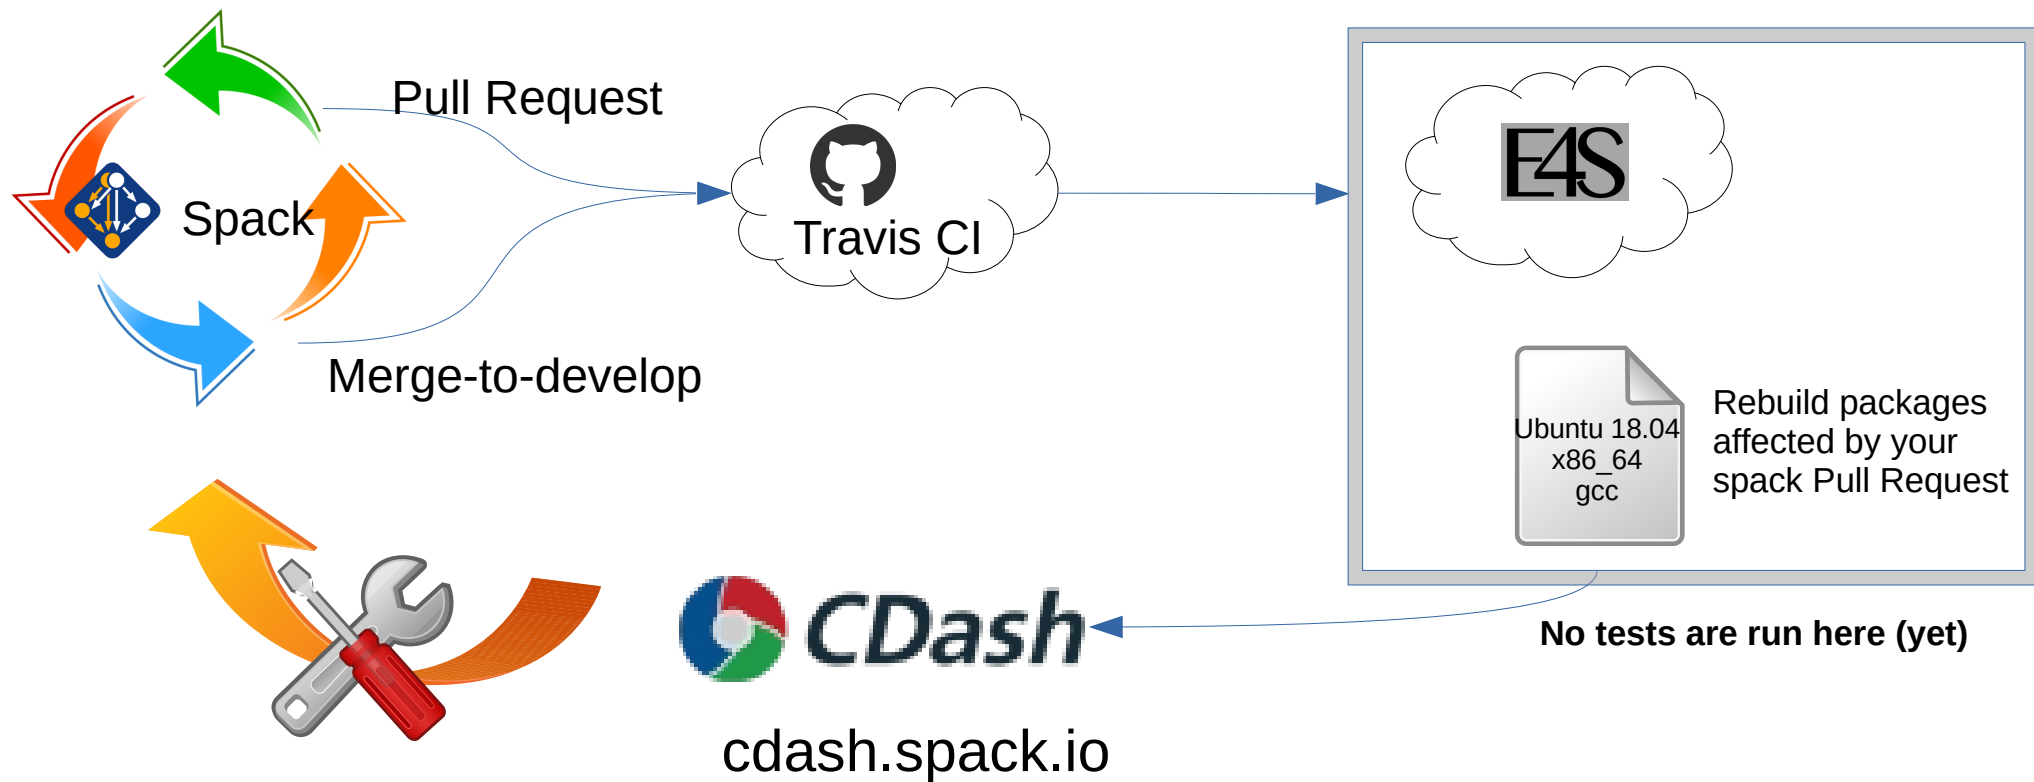 Pull Request
Spack
Merge-to-develop
Travis CI
E4S
Ubuntu 18.04
x86_64
gcc
Rebuild packages
affected by your
spack Pull Request
No tests are run here (yet)
CDash
cdash.spack.io